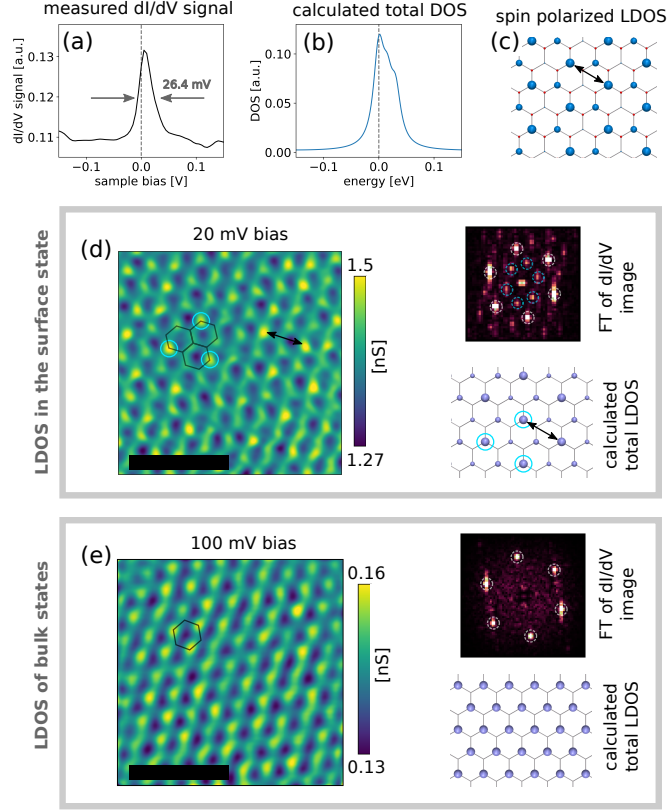 measured dI/dV signal
calculated total DOS
spin polarized LDOS
(a)
(b)
(c)
dI/dV signal [a.u.]
0.13
0.12
0.11
26.4 mV
−0.1
0.0
0.1
sample bias [V]
DOS [a.u.]
0.10
0.05
0.00
−0.1
0.0
0.1
energy [eV]
LDOS in the surface state
(d)
20 mV bias
1.5
[nS]
1.27
FT of dI/dV
image
calculated
total LDOS
LDOS of bulk states
(e)
100 mV bias
0.16
[nS]
0.13
FT of dI/dV
image
calculated
total LDOS